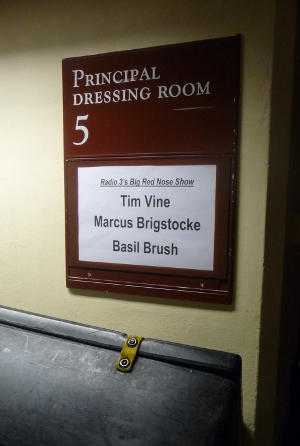 PRINCIPAL
DRESSING ROOM
5
Radio 3's Big Red Nose Show
Tim Vine
Marcus Brigstocke
Basil Brush